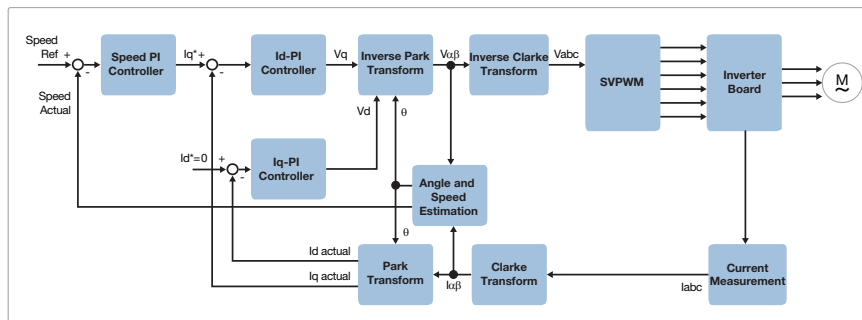 Speed
Ref
+
-
Speed PI
Controller
Iq*+
-
Id-PI
Controller
Vq
Inverse Park
Transform
Vαβ
Inverse Clarke
Transform
Vabc
SVPWM
Inverter
Board
M
~
Speed
Actual
Vd
θ
Id*=0
+
-
Iq-PI
Controller
Angle and
Speed
Estimation
θ
Id actual
Iq actual
Park
Transform
Iαβ
Clarke
Transform
Iabc
Current
Measurement